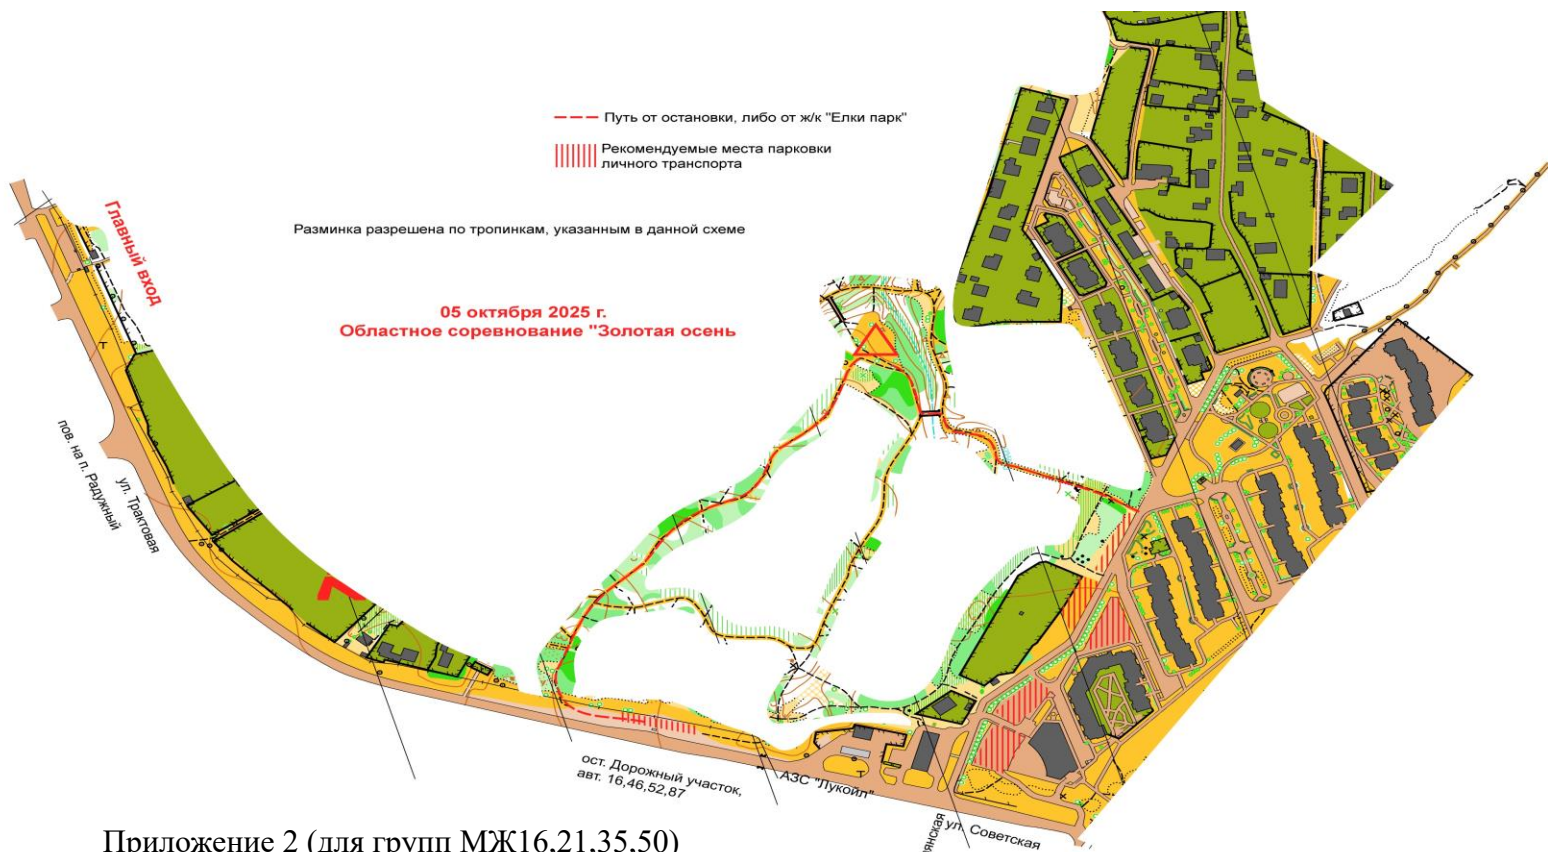 Путь от остановки, либо от ж/к "Елки парк"
Рекомендуемые места парковки
личного транспорта
Разминка разрешена по тропинкам, указанным в данной схеме
05 октября 2025 г.
Областное соревнование "Золотая осень
Главный вход
пов. на п. Радужный
ул. Трактовая
ост. Дорожный участок,
авт. 16,46,52,87
АЗС "Лукойл"
ул. Советская
Приложение 2 (для групп МЖ16,21,35,50)